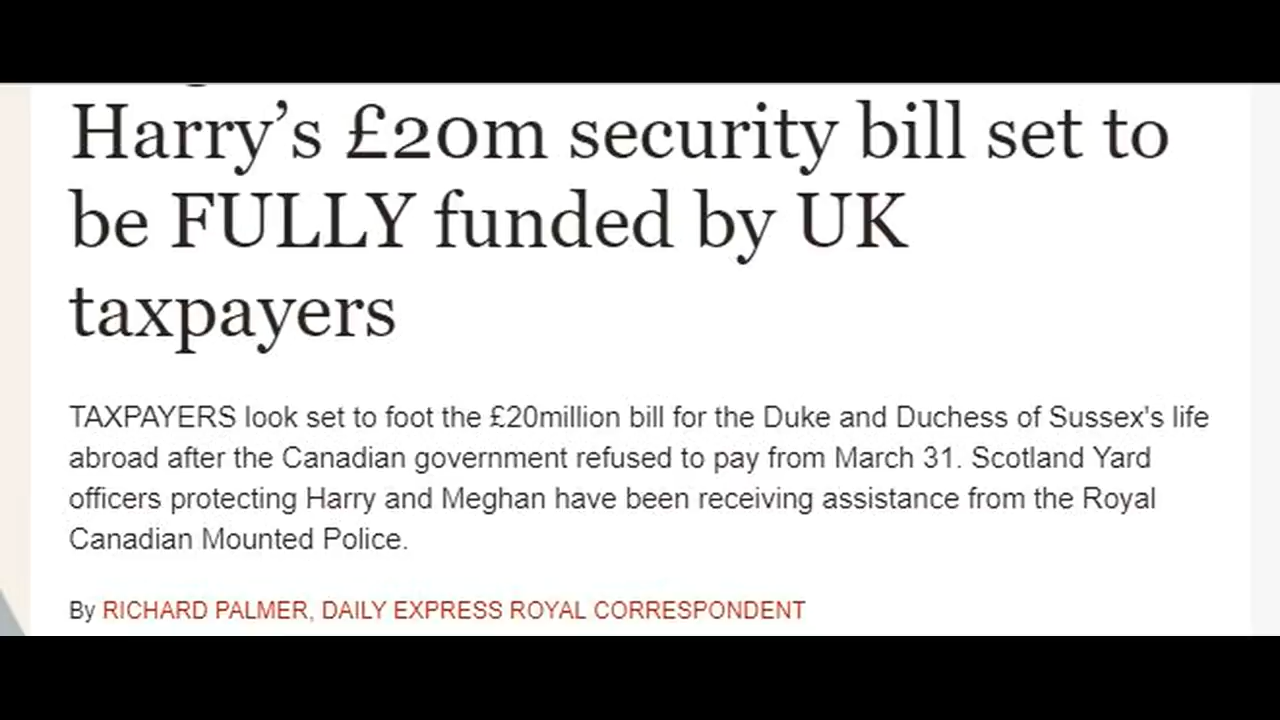 Harry’s £20m security bill set to
be FULLY funded by UK
taxpayers
TAXPAYERS look set to foot the £20million bill for the Duke and Duchess of Sussex's life
abroad after the Canadian government refused to pay from March 31. Scotland Yard
officers protecting Harry and Meghan have been receiving assistance from the Royal
Canadian Mounted Police.
By RICHARD PALMER, DAILY EXPRESS ROYAL CORRESPONDENT